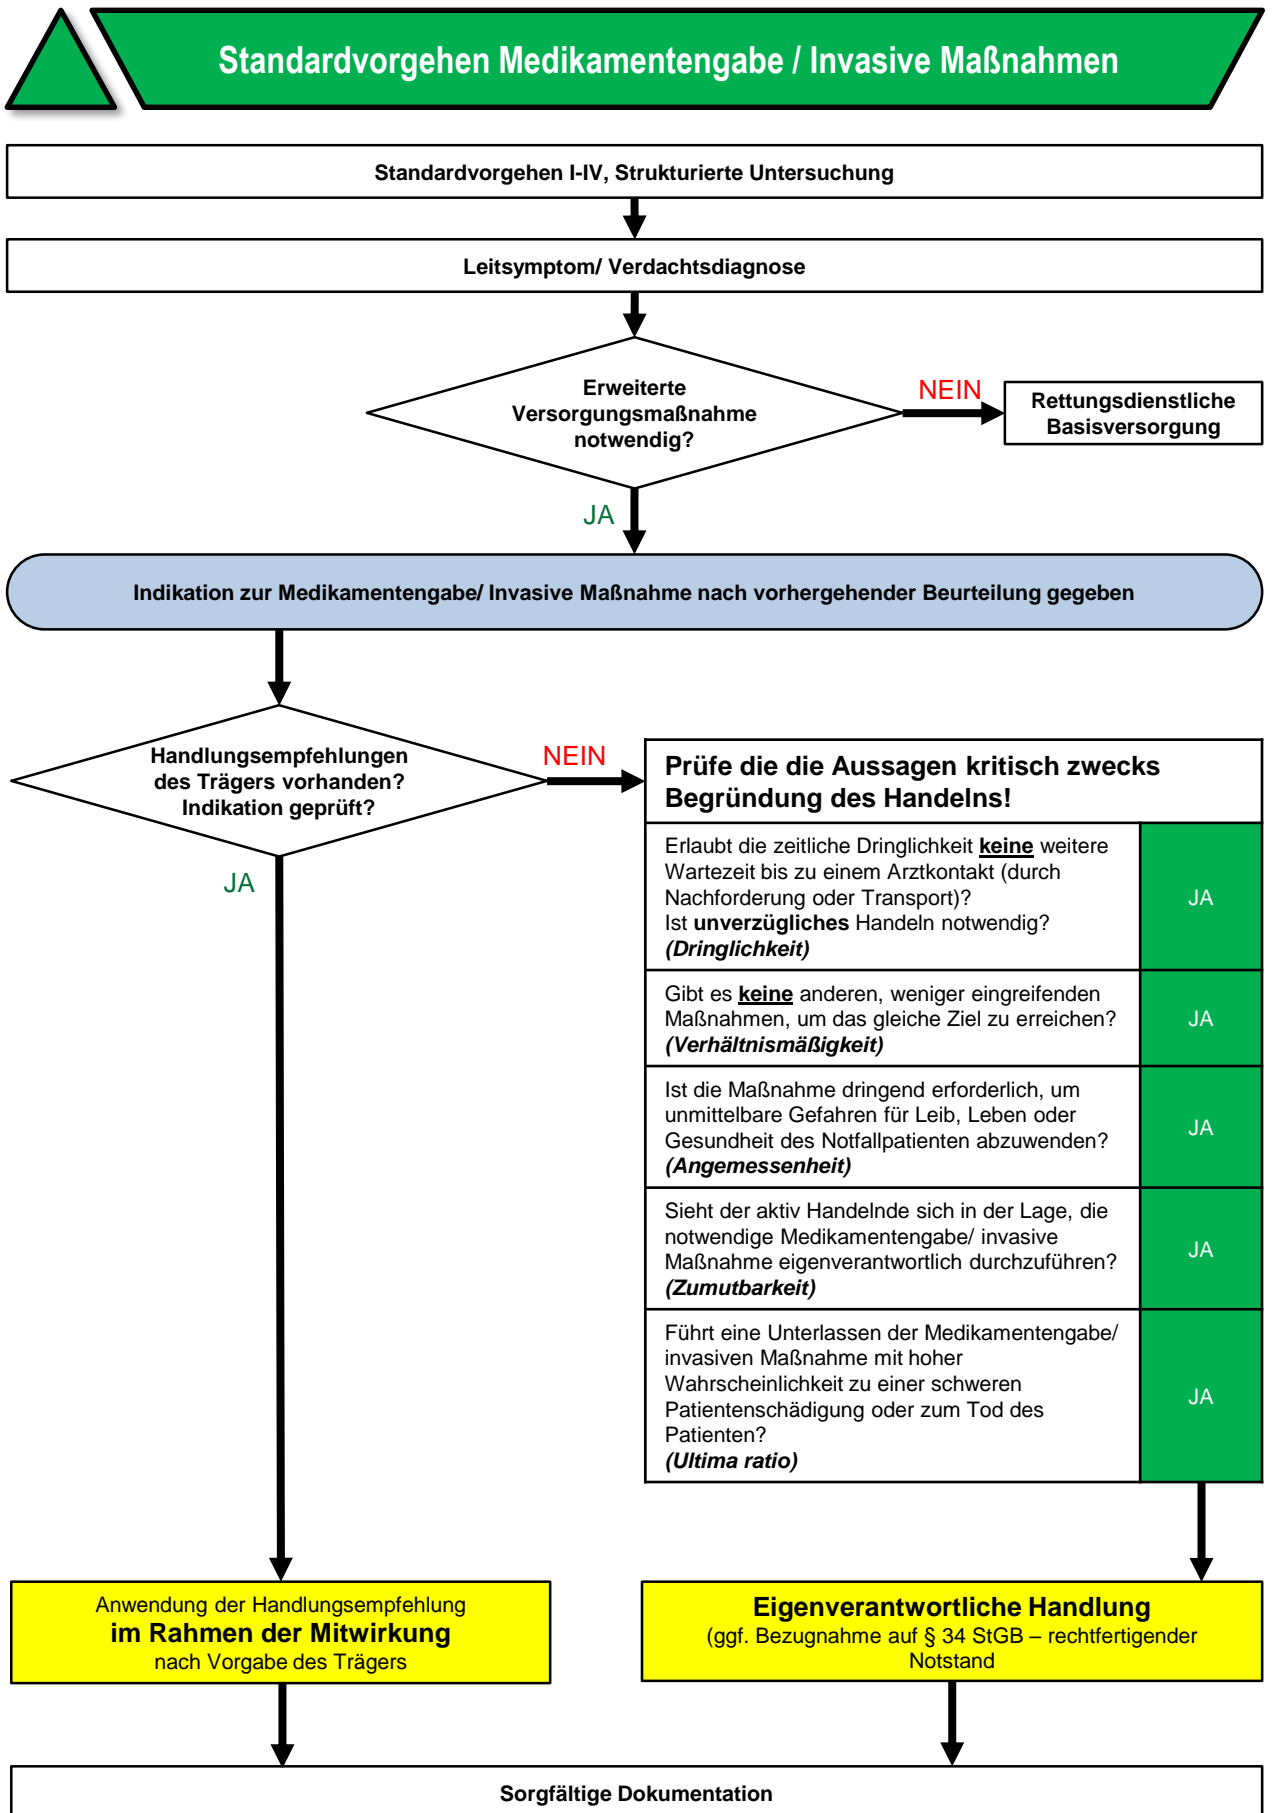 Standardvorgehen Medikamentengabe / Invasive Maßnahmen
Standardvorgehen I-IV, Strukturierte Untersuchung
Leitsymptom/ Verdachtsdiagnose
Erweiterte
Versorgungsmaßnahme
notwendig?
NEIN
Rettungsdienstliche
Basisversorgung
JA
Indikation zur Medikamentengabe/ Invasive Maßnahme nach vorhergehender Beurteilung gegeben
Handlungsempfehlungen
des Trägers vorhanden?
Indikation geprüft?
NEIN
JA
Prüfe die die Aussagen kritisch zwecks
Begründung des Handelns!
Erlaubt die zeitliche Dringlichkeit keine weitere
Wartezeit bis zu einem Arztkontakt (durch
Nachforderung oder Transport)?
Ist unverzügliches Handeln notwendig?
(Dringlichkeit)
JA
Gibt es keine anderen, weniger eingreifenden
Maßnahmen, um das gleiche Ziel zu erreichen?
(Verhältnismäßigkeit)
JA
Ist die Maßnahme dringend erforderlich, um
unmittelbare Gefahren für Leib, Leben oder
Gesundheit des Notfallpatienten abzuwenden?
(Angemessenheit)
JA
Sieht der aktiv Handelnde sich in der Lage, die
notwendige Medikamentengabe/ invasive
Maßnahme eigenverantwortlich durchzuführen?
(Zumutbarkeit)
JA
Führt eine Unterlassen der Medikamentengabe/
invasiven Maßnahme mit hoher
Wahrscheinlichkeit zu einer schweren
Patientenschädigung oder zum Tod des
Patienten?
(Ultima ratio)
JA
Anwendung der Handlungsempfehlung
im Rahmen der Mitwirkung
nach Vorgabe des Trägers
Eigenverantwortliche Handlung
(ggf. Bezugnahme auf § 34 StGB – rechtfertigender
Notstand
Sorgfältige Dokumentation